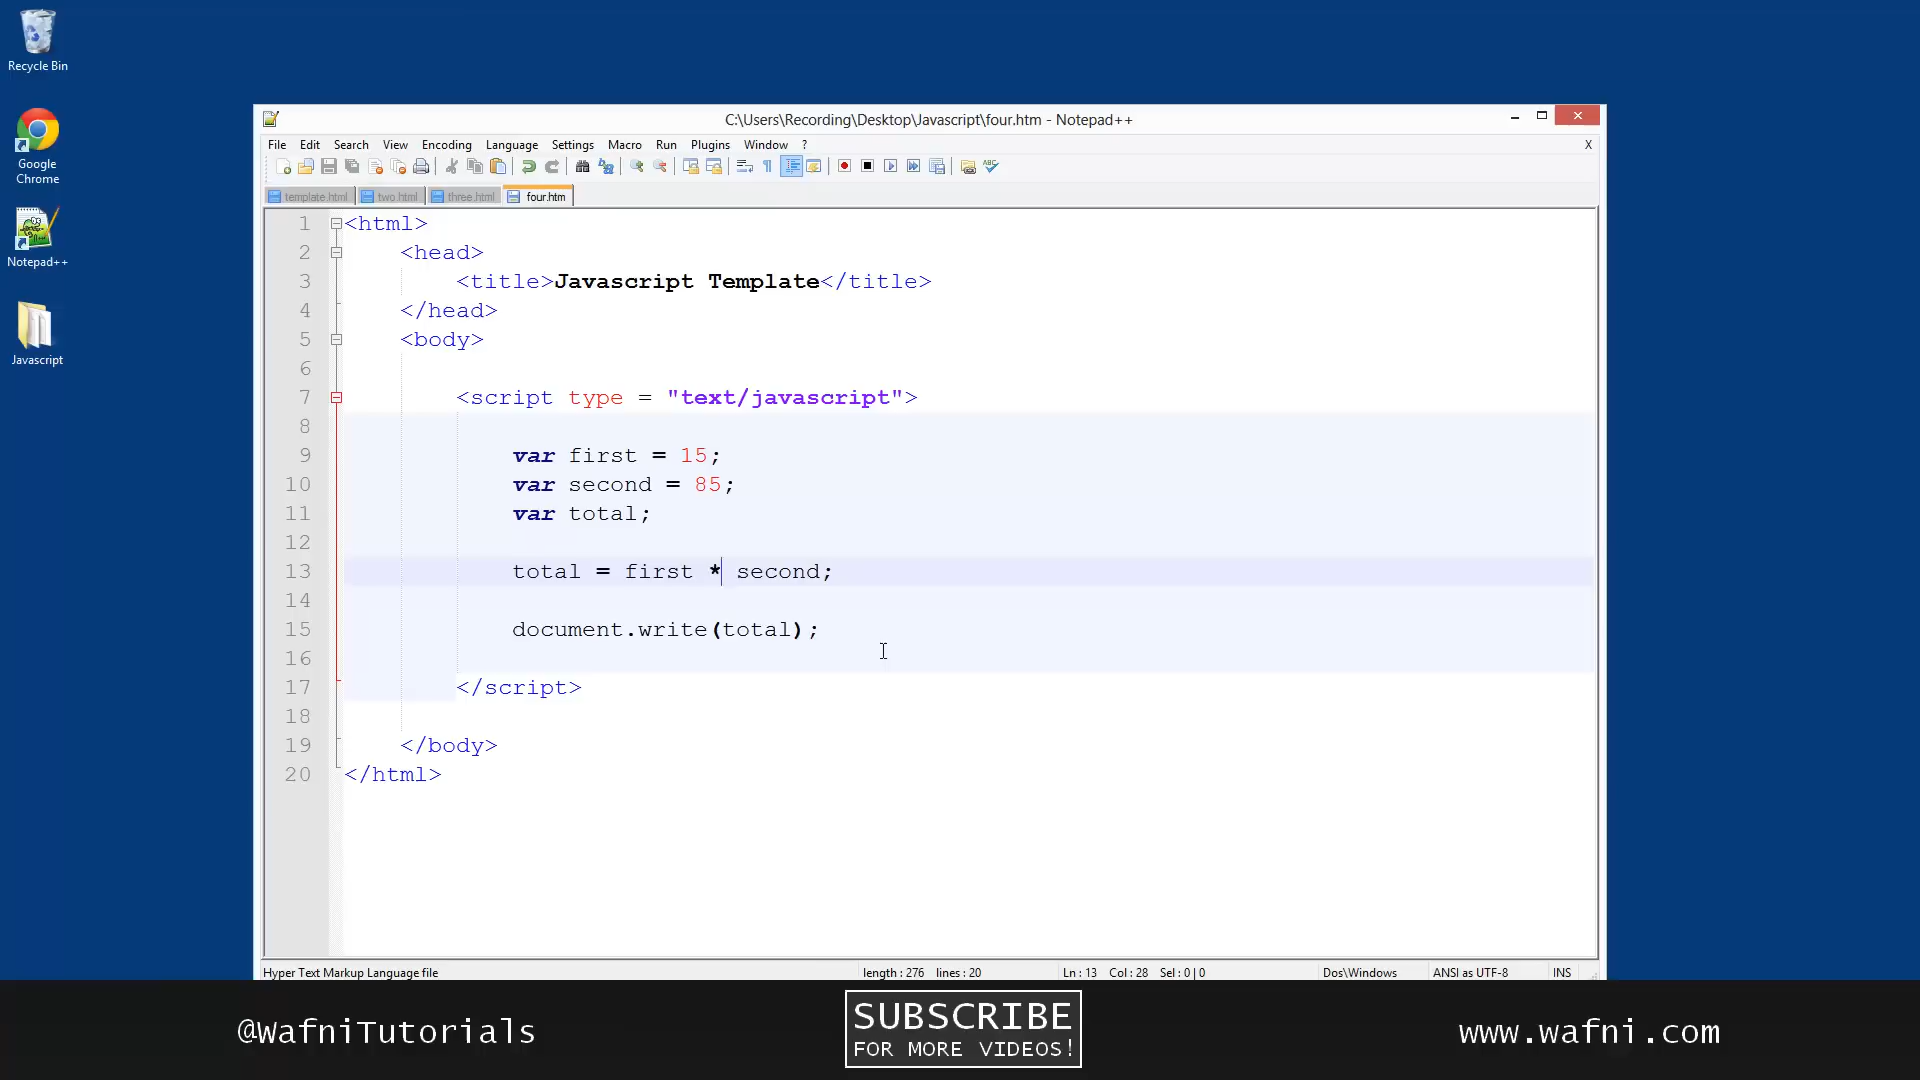 Recycle Bin
Google
Chrome
Notepad++
Javascript
C:\Users\Recording\Desktop\Javascript\four.htm - Notepad++
File Edit Search View Encoding Language Settings Macro Run Plugins Window ? X
template.html two.html three.html four.htm
1 <html>
2 <head>
3 <title>Javascript Template</title>
4 </head>
5 <body>
6
7 <script type = "text/javascript">
8
9 var first = 15;
10 var second = 85;
11 var total;
12
13 total = first * second;
14
15 document.write(total);
16
17 </script>
18
19 </body>
20 </html>
Hyper Text Markup Language file length : 276 lines : 20 Ln : 13 Col : 28 Sel : 0 | 0 Dos\Windows ANSI as UTF-8 INS
@WafniTutorials
SUBSCRIBE
FOR MORE VIDEOS!
www.wafni.com